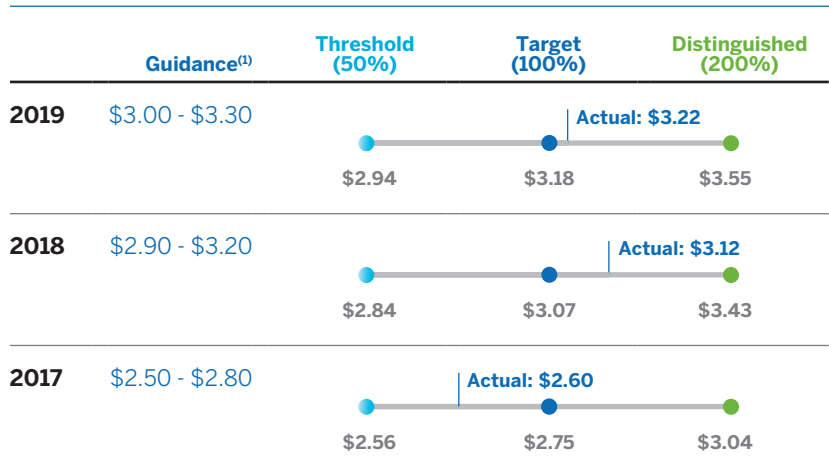 Guidance(1) Threshold (50%) Target (100%) Distinguished (200%)
2019 $3.00 - $3.30 Actual: $3.22
$2.94 $3.18 $3.55
2018 $2.90 - $3.20 Actual: $3.12
$2.84 $3.07 $3.43
2017 $2.50 - $2.80 Actual: $2.60
$2.56 $2.75 $3.04